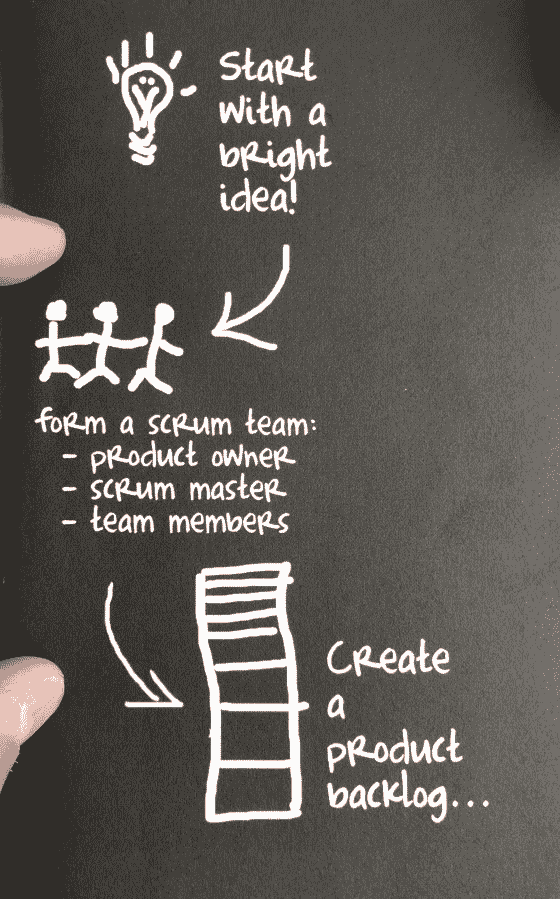 Start
with a
bright
idea!
form a scrum team:
- product owner
- scrum master
- team members
Create
a
product
backlog...